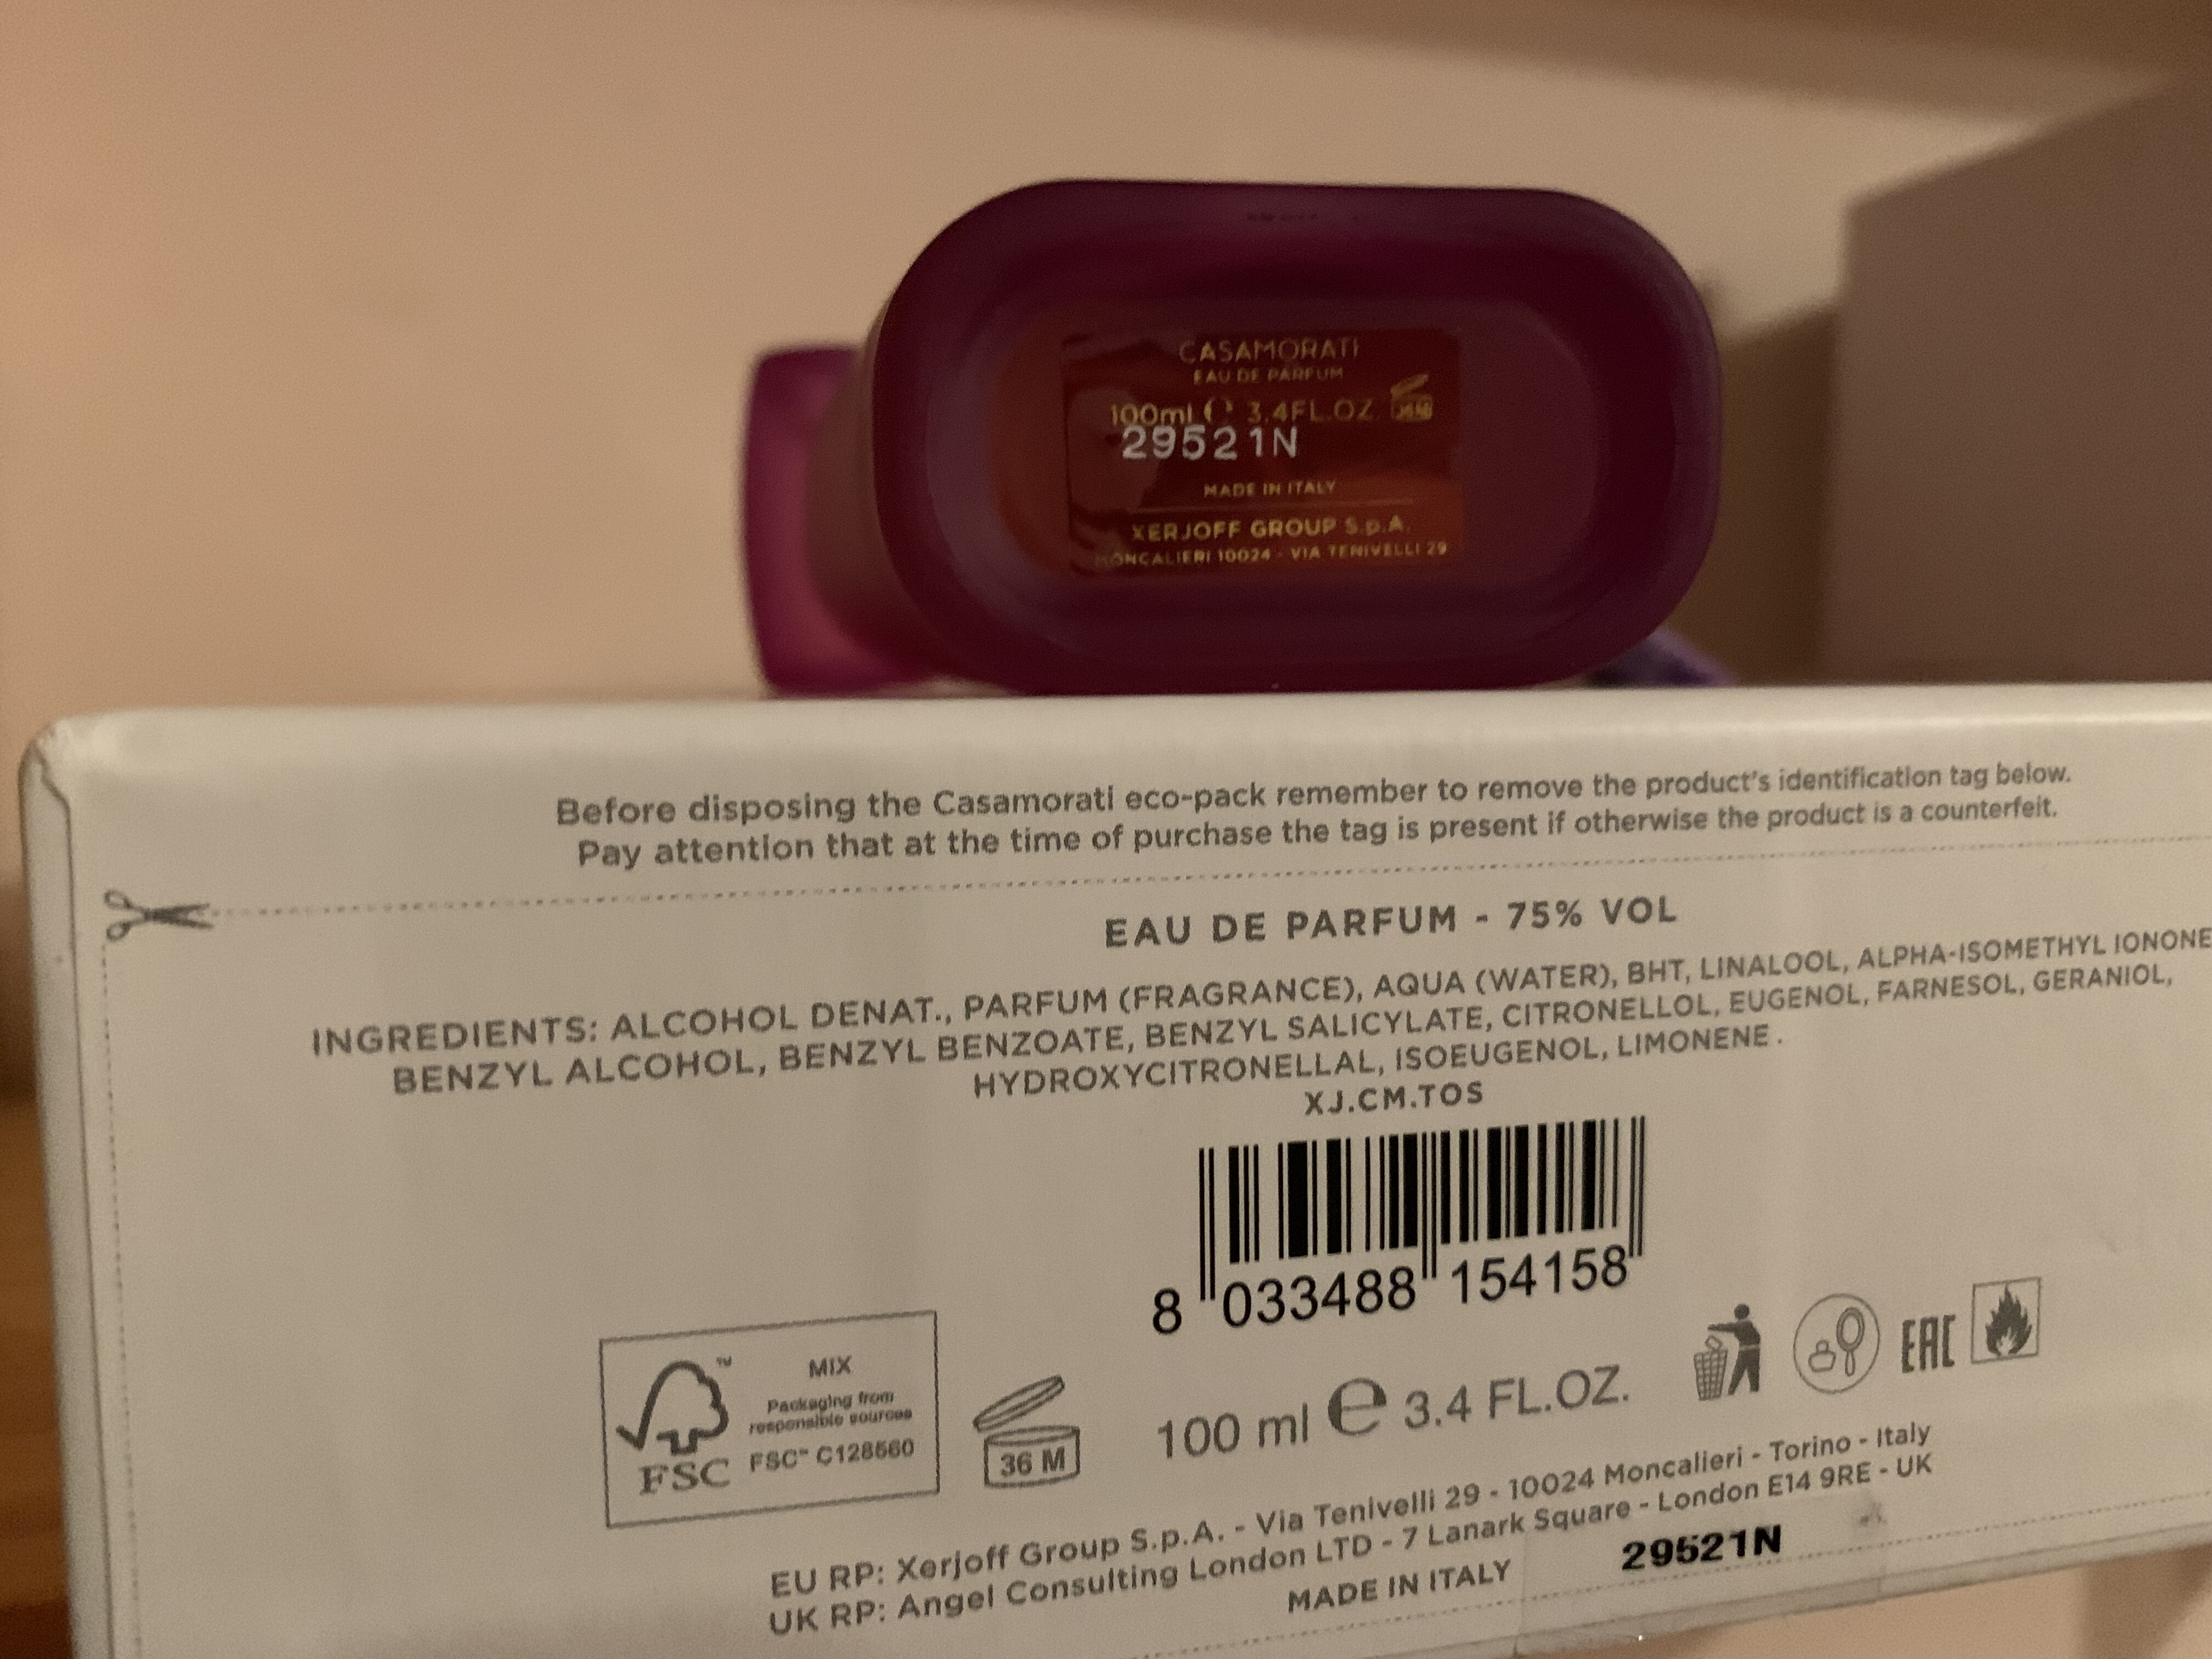 CASAMORATI
EAU DE PARFUM
100ml e 3.4FL.OZ.
29521N
MADE IN ITALY
XERJOFF GROUP S.p.A.
MONCALIERI 10024 - VIA TENIVELLI 29
Before disposing the Casamorati eco-pack remember to remove the product's identification tag below.
Pay attention that at the time of purchase the tag is present if otherwise the product is a counterfeit.
EAU DE PARFUM - 75% VOL
INGREDIENTS: ALCOHOL DENAT., PARFUM (FRAGRANCE), AQUA (WATER), BHT, LINALOOL, ALPHA-ISOMETHYL IONONE
BENZYL ALCOHOL, BENZYL BENZOATE, BENZYL SALICYLATE, CITRONELLOL, EUGENOL, FARNESOL, GERANIOL,
HYDROXYCITRONELLAL, ISOEUGENOL, LIMONENE.
XJ.CM.TOS
8 033488 154158
FSC™
MIX
Packaging from
responsible sources
FSC™ C128560
36 M
100 ml e 3.4 FL.OZ.
EAC
EU RP: Xerjoff Group S.p.A. - Via Tenivelli 29 - 10024 Moncalieri - Torino - Italy
UK RP: Angel Consulting London LTD - 7 Lanark Square - London E14 9RE - UK
MADE IN ITALY
29521N